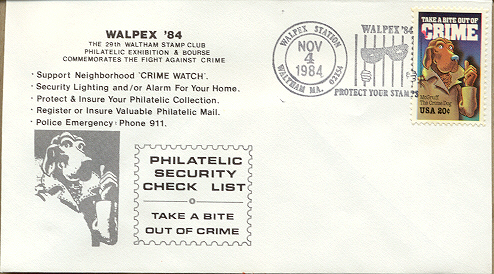 WALPEX '84
THE 29th WALTHAM STAMP CLUB
PHILATELIC EXHIBITION & BOURSE
COMMEMORATES THE FIGHT AGAINST CRIME
· Support Neighborhood "CRIME WATCH".
· Security Lighting and/or Alarm For Your Home.
· Protect & Insure Your Philatelic Collection.
· Register or Insure Valuable Philatelic Mail.
· Police Emergency: Phone 911.
PHILATELIC
SECURITY
CHECK LIST
TAKE A BITE
OUT OF CRIME
WALPEX STATION
NOV
4
1984
WALTHAM MA. 02154
WALPEX '84
PROTECT YOUR STAMPS
TAKE A BITE OUT OF
CRIME
McGruff
The Crime Dog
USA 20c